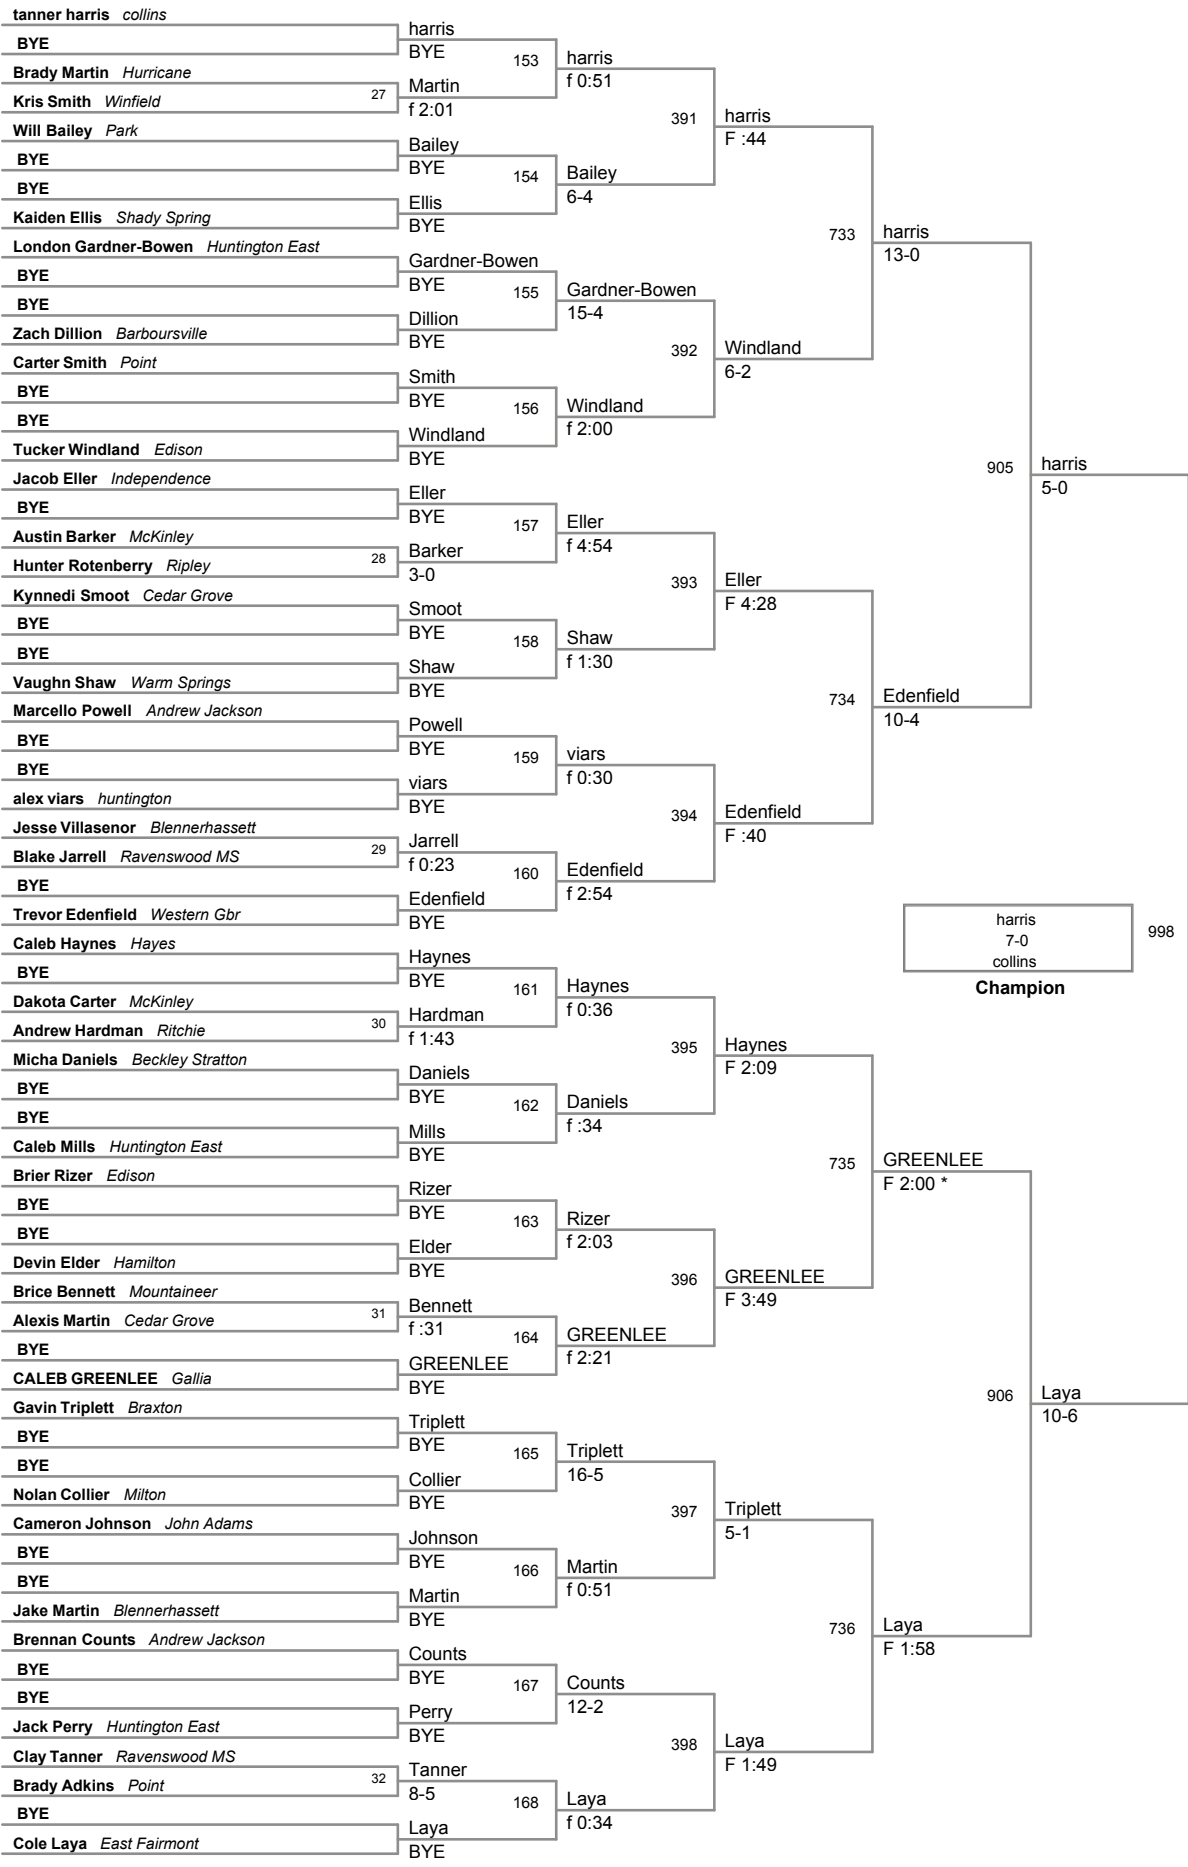 tanner harris collins
BYE
Brady Martin Hurricane
Kris Smith Winfield
Will Bailey Park
BYE
BYE
Kaiden Ellis Shady Spring
London Gardner-Bowen Huntington East
BYE
BYE
Zach Dillion Barboursville
Carter Smith Point
BYE
BYE
Tucker Windland Edison
Jacob Eller Independence
BYE
Austin Barker McKinley
Hunter Rotenberry Ripley
Kynnedi Smoot Cedar Grove
BYE
BYE
Vaughn Shaw Warm Springs
Marcello Powell Andrew Jackson
BYE
BYE
alex viars huntington
Jesse Villasenor Blennerhassett
Blake Jarrell Ravenswood MS
BYE
Trevor Edenfield Western Gbr
Caleb Haynes Hayes
BYE
Dakota Carter McKinley
Andrew Hardman Ritchie
Micha Daniels Beckley Stratton
BYE
BYE
Caleb Mills Huntington East
Brier Rizer Edison
BYE
BYE
Devin Elder Hamilton
Brice Bennett Mountaineer
Alexis Martin Cedar Grove
BYE
CALEB GREENLEE Gallia
Gavin Triplett Braxton
BYE
BYE
Nolan Collier Milton
Cameron Johnson John Adams
BYE
BYE
Jake Martin Blennerhassett
Brennan Counts Andrew Jackson
BYE
BYE
Jack Perry Huntington East
Clay Tanner Ravenswood MS
Brady Adkins Point
BYE
Cole Laya East Fairmont
27
28
29
30
31
32
harris
BYE
Martin
f 2:01
Bailey
BYE
Ellis
BYE
Gardner-Bowen
BYE
Dillion
BYE
Smith
BYE
Windland
BYE
Eller
BYE
Barker
3-0
Smoot
BYE
Shaw
BYE
Powell
BYE
viars
BYE
Jarrell
f 0:23
Edenfield
BYE
Haynes
BYE
Hardman
f 1:43
Daniels
BYE
Mills
BYE
Rizer
BYE
Elder
BYE
Bennett
f :31
GREENLEE
BYE
Triplett
BYE
Collier
BYE
Johnson
BYE
Martin
BYE
Counts
BYE
Perry
BYE
Tanner
8-5
Laya
BYE
153
154
155
156
157
158
159
160
161
162
163
164
165
166
167
168
harris
f 0:51
Bailey
6-4
Gardner-Bowen
15-4
Windland
f 2:00
Eller
f 4:54
Shaw
f 1:30
viars
f 0:30
Edenfield
f 2:54
Haynes
f 0:36
Daniels
f :34
Rizer
f 2:03
GREENLEE
f 2:21
Triplett
16-5
Martin
f 0:51
Counts
12-2
Laya
f 0:34
391
392
393
394
395
396
397
398
harris
F :44
Windland
6-2
Eller
F 4:28
Edenfield
F :40
Haynes
F 2:09
GREENLEE
F 3:49
Triplett
5-1
Laya
F 1:49
733
734
735
736
harris
13-0
Edenfield
10-4
GREENLEE
F 2:00 *
Laya
F 1:58
905
906
harris
5-0
Laya
10-6
998
harris
7-0
collins
Champion